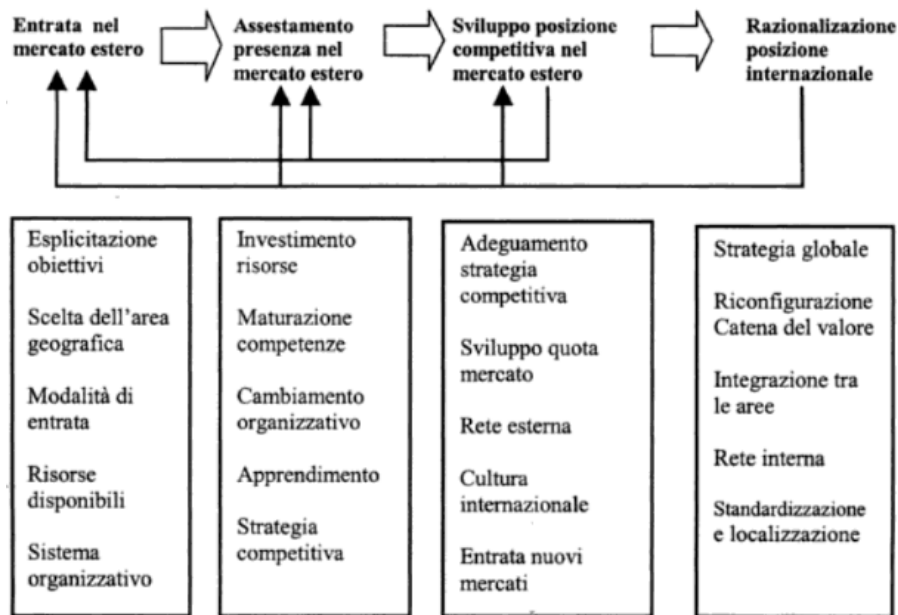 Entrata nel
mercato estero
Assestamento
presenza nel
mercato estero
Sviluppo posizione
competitiva nel
mercato estero
Razionalizzazione
posizione
internazionale
Esplicitazione
obiettivi
Scelta dell'area
geografica
Modalità di
entrata
Risorse
disponibili
Sistema
organizzativo
Investimento
risorse
Maturazione
competenze
Cambiamento
organizzativo
Apprendimento
Strategia
competitiva
Adeguamento
strategia
competitiva
Sviluppo quota
mercato
Rete esterna
Cultura
internazionale
Entrata nuovi
mercati
Strategia globale
Riconfigurazione
Catena del valore
Integrazione tra
le aree
Rete interna
Standardizzazione
e localizzazione